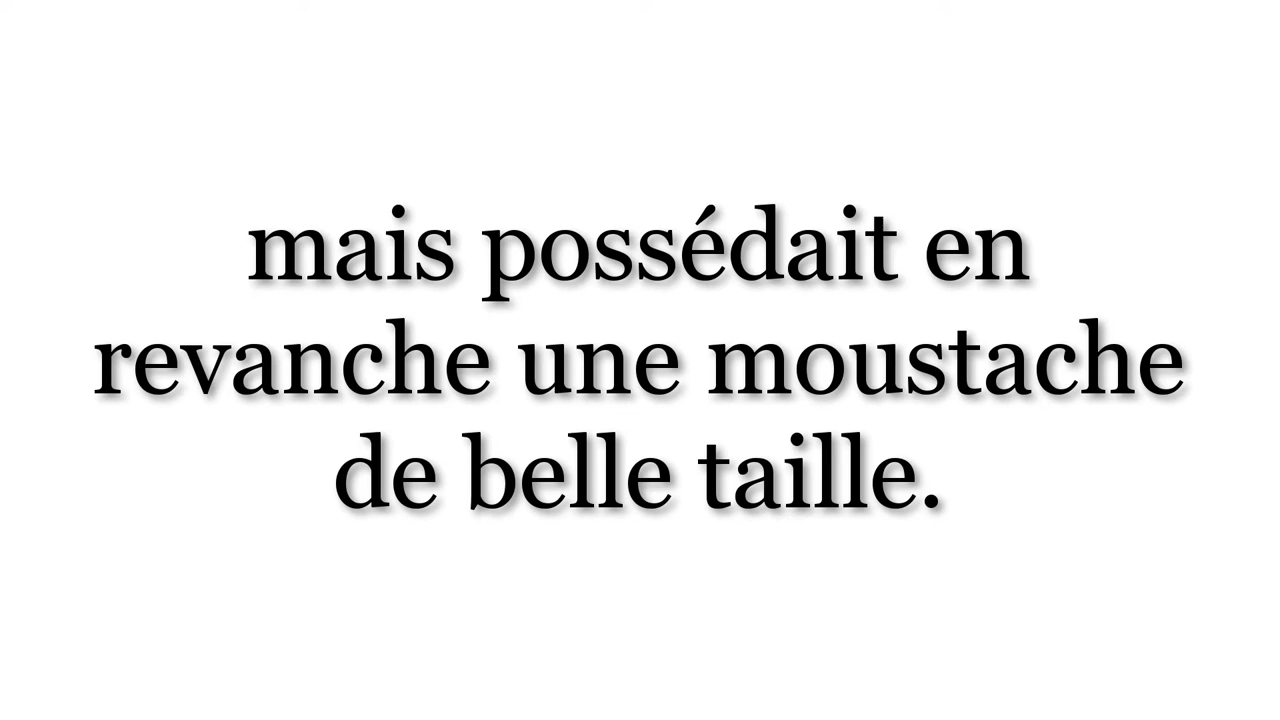 mais possédait en
revanche une moustache
de belle taille.